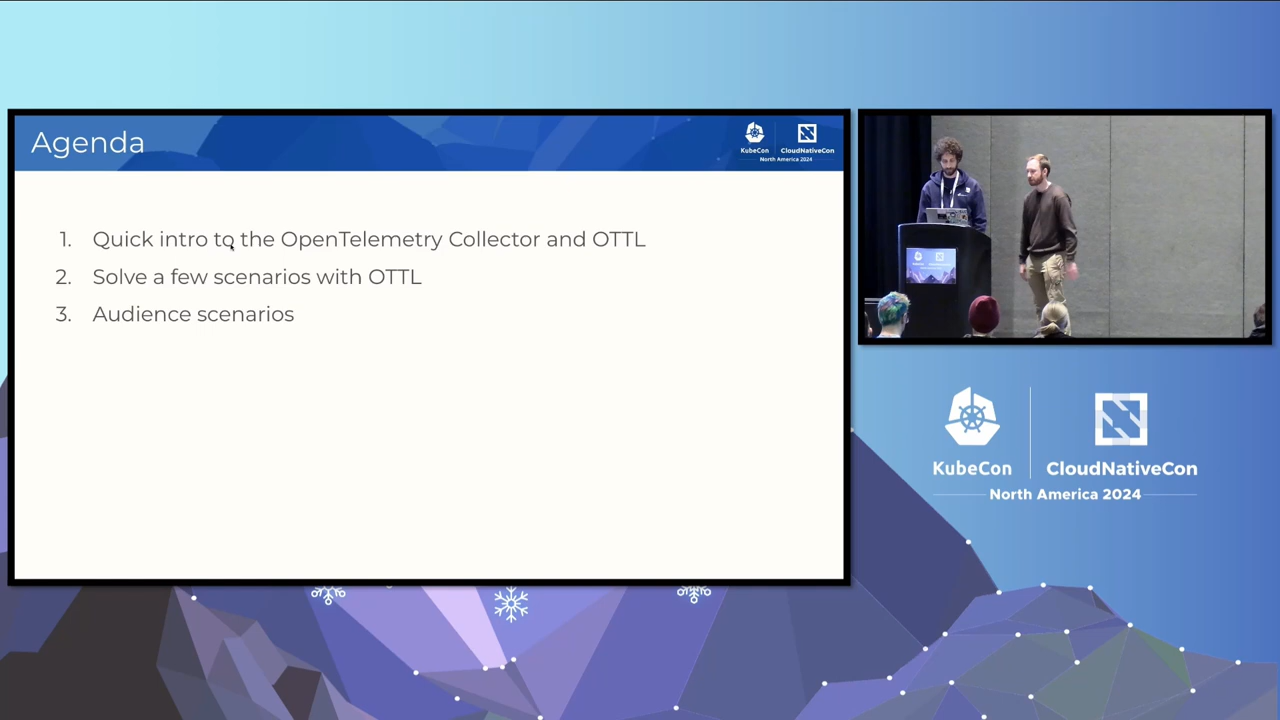 Agenda
KubeCon
CloudNativeCon
North America 2024
1. Quick intro to the OpenTelemetry Collector and OTTL
2. Solve a few scenarios with OTTL
3. Audience scenarios
KubeCon
CloudNativeCon
North America 2024